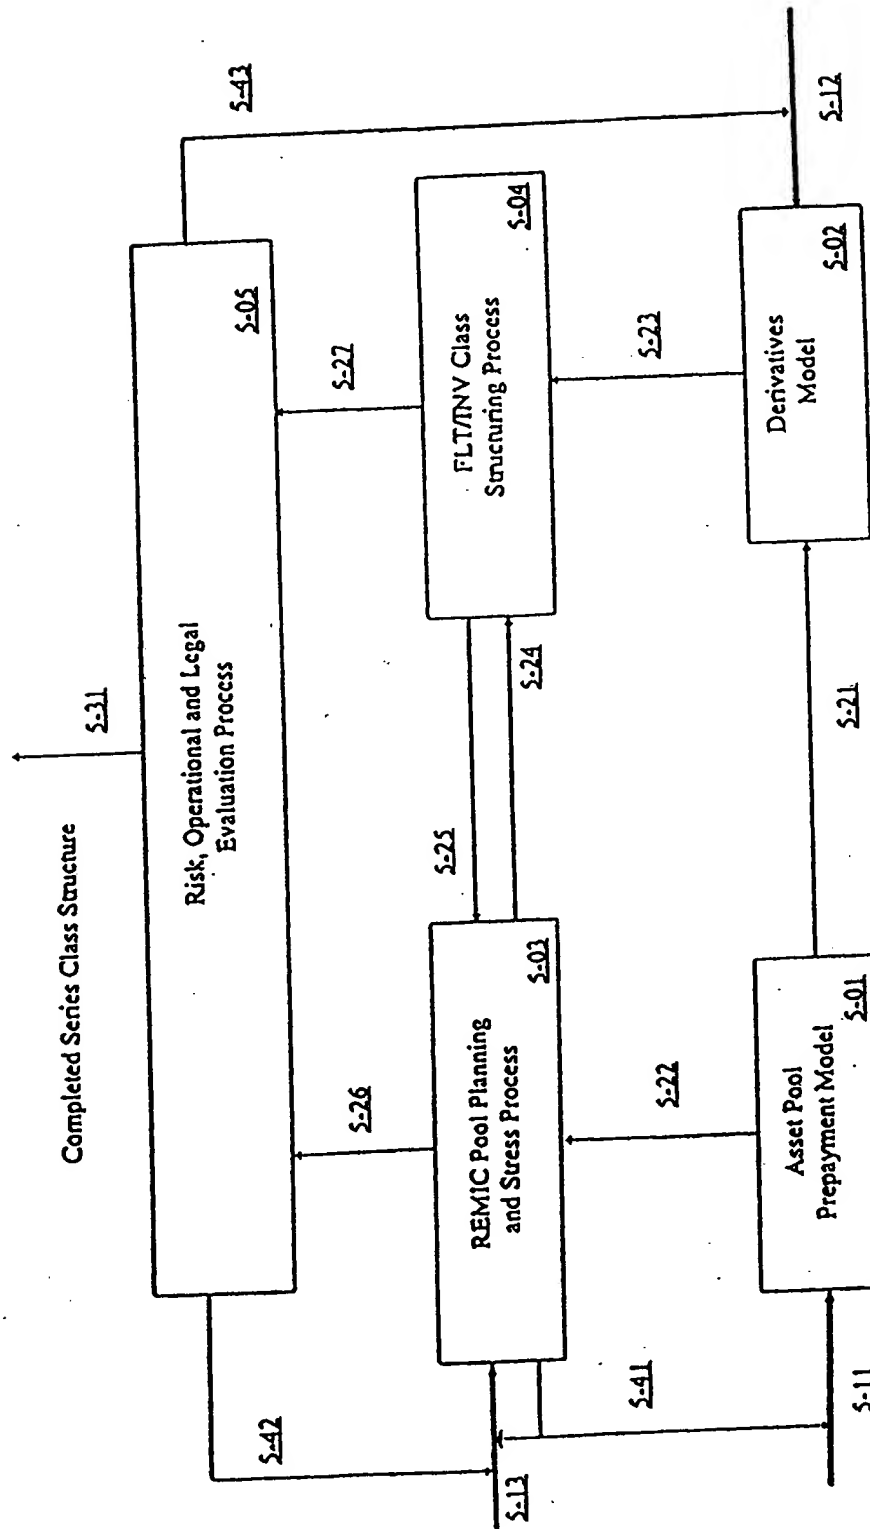 Completed Series Class Structure
5-31
Risk, Operational and Legal
Evaluation Process
5-05
5-42
5-26
5-27
5-43
REMIC Pool Planning
and Stress Process
5-03
5-25
5-24
FLT/INV Class
Structuring Process
5-04
5-13
5-41
5-22
5-23
Asset Pool
Prepayment Model
5-01
5-21
Derivatives
Model
5-02
5-11
5-12